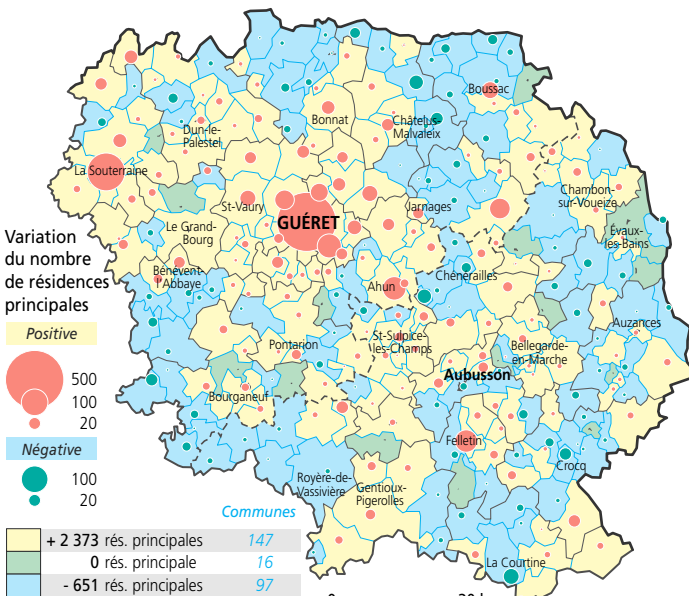 Boussac
Bonnat
Châtelus-
Malvaleix
Dun-le-
Palestel
La Souterraine
Chambon-
sur-Voueize
St-Vaury
Jarnages
GUÉRET
Le Grand-
Bourg
Évaux-
les-Bains
Variation
du nombre
de résidences
principales
Bénévent-
Abbaye
Chénérailles
Ahun
Positive
Auzances
St-Sulpice-
les-Champs
Pontarion
Bellegarde-
en-Marche
500
100
20
Aubusson
Bourganeuf
Négative
Felletin
100
20
Crocq
Royère-de-
Vassivière
Gentioux-
Pigerolles
Communes
+ 2 373 rés. principales 147
0 rés. principale 16
- 651 rés. principales 97
La Courtine